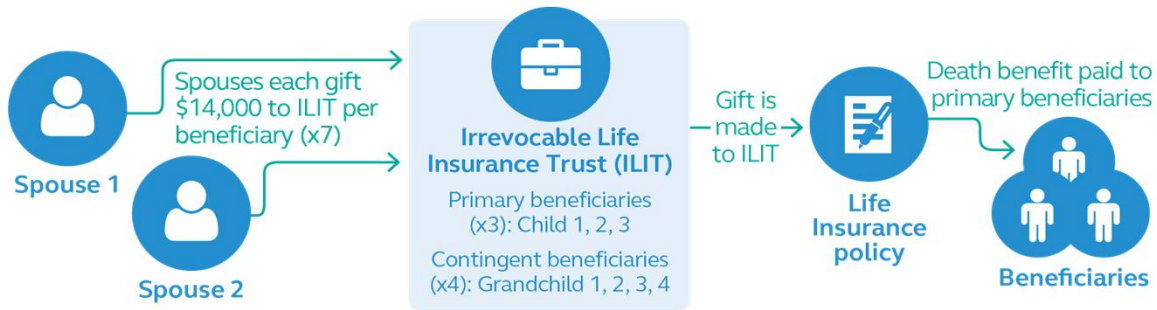 Spouse 1
Spouses each gift
$14,000 to ILIT per
beneficiary (x7)
Spouse 2
Irrevocable Life
Insurance Trust (ILIT)
Primary beneficiaries
(x3): Child 1, 2, 3
Contingent beneficiaries
(x4): Grandchild 1, 2, 3, 4
Gift is
made
to ILIT
Life
Insurance
policy
Death benefit paid to
primary beneficiaries
Beneficiaries